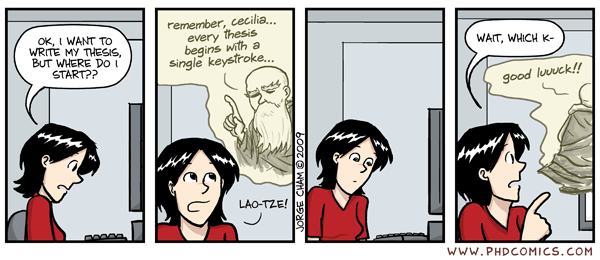 OK, I WANT TO
WRITE MY THESIS,
BUT WHERE DO I
START??
remember, cecilia...
every thesis
begins with a
single keystroke...
LAO-TZE!
JORGE CHAM © 2009
WAIT, WHICH K-
good luuuck!!
WWW.PHDCOMICS.COM